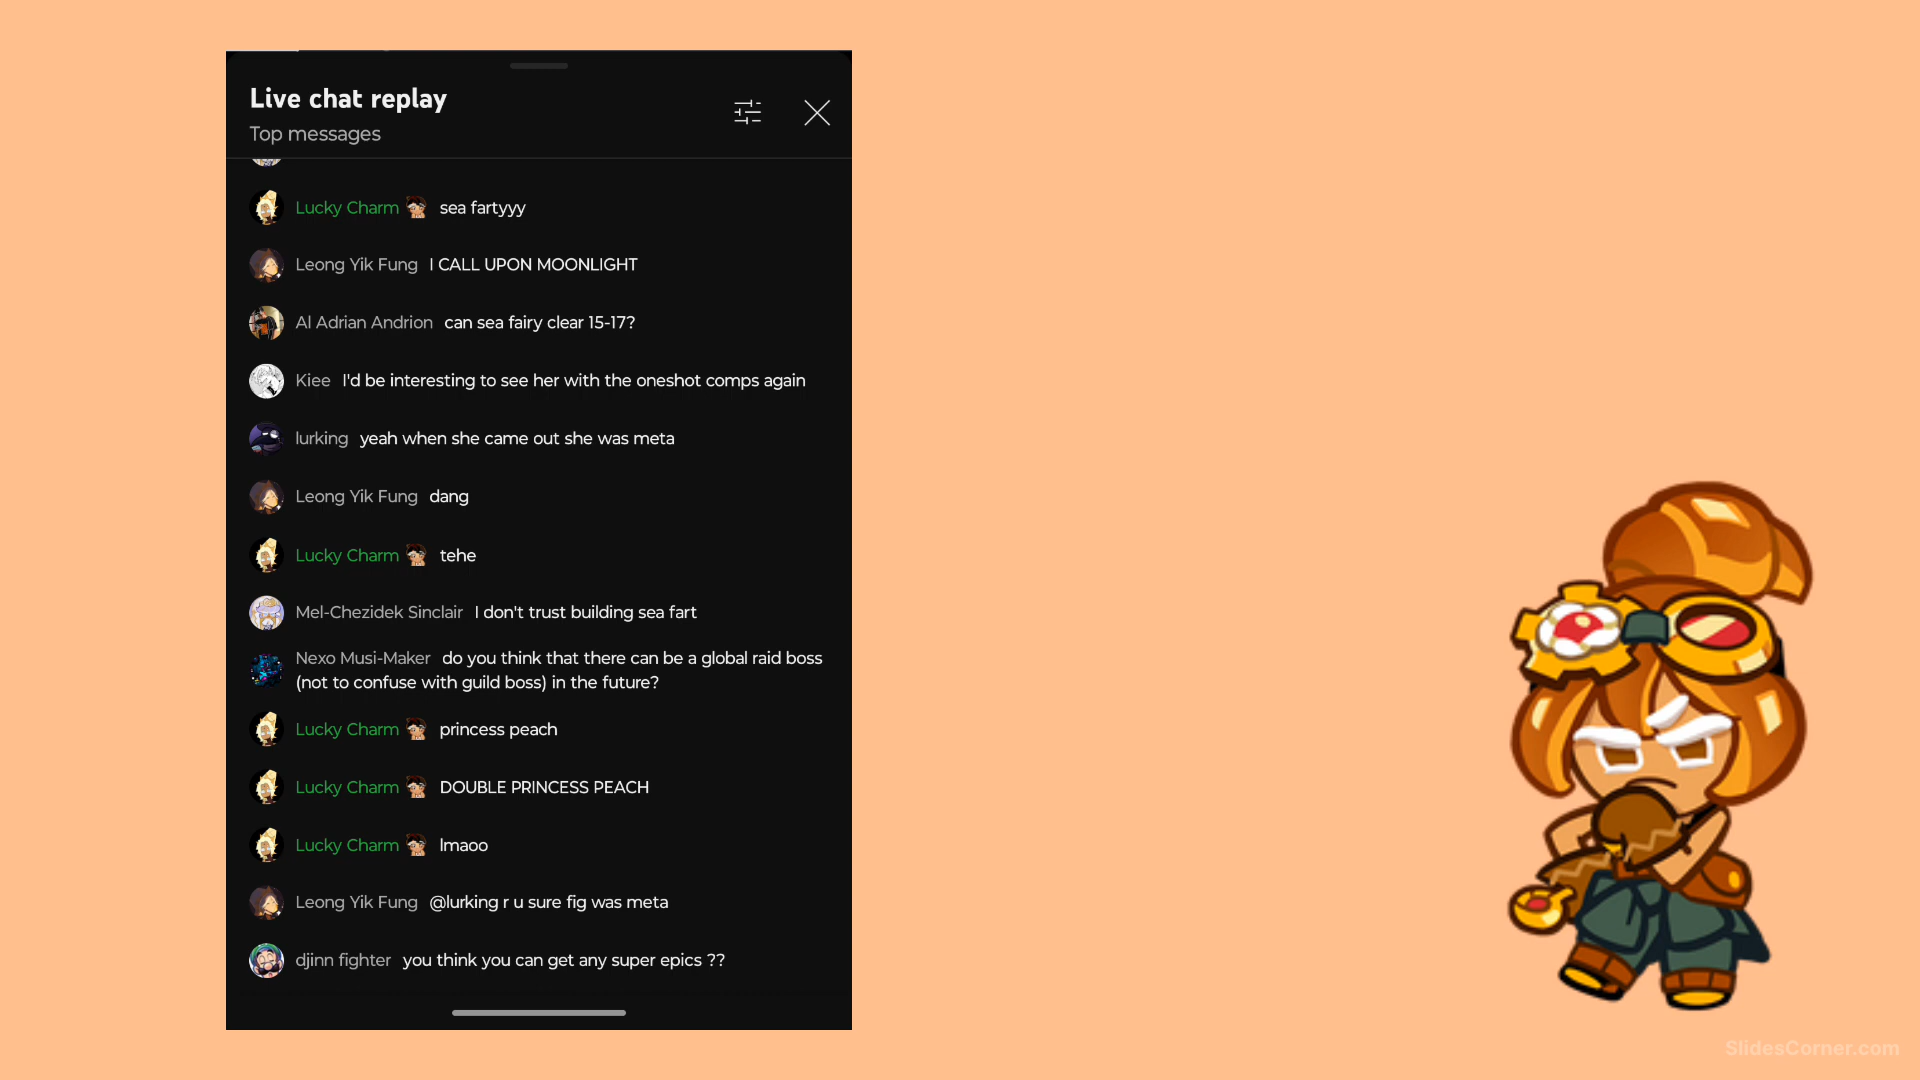 Live chat replay
Top messages
Lucky Charm sea fartyyy
Leong Yik Fung I CALL UPON MOONLIGHT
Al Adrian Andrion can sea fairy clear 15-17?
Kiee I'd be interesting to see her with the oneshot comps again
lurking yeah when she came out she was meta
Leong Yik Fung dang
Lucky Charm tehe
Mel-Chezidek Sinclair I don't trust building sea fart
Nexo Musi-Maker do you think that there can be a global raid boss
(not to confuse with guild boss) in the future?
Lucky Charm princess peach
Lucky Charm DOUBLE PRINCESS PEACH
Lucky Charm lmaoo
Leong Yik Fung @lurking r u sure fig was meta
djinn fighter you think you can get any super epics ??
SlidesCorner.com